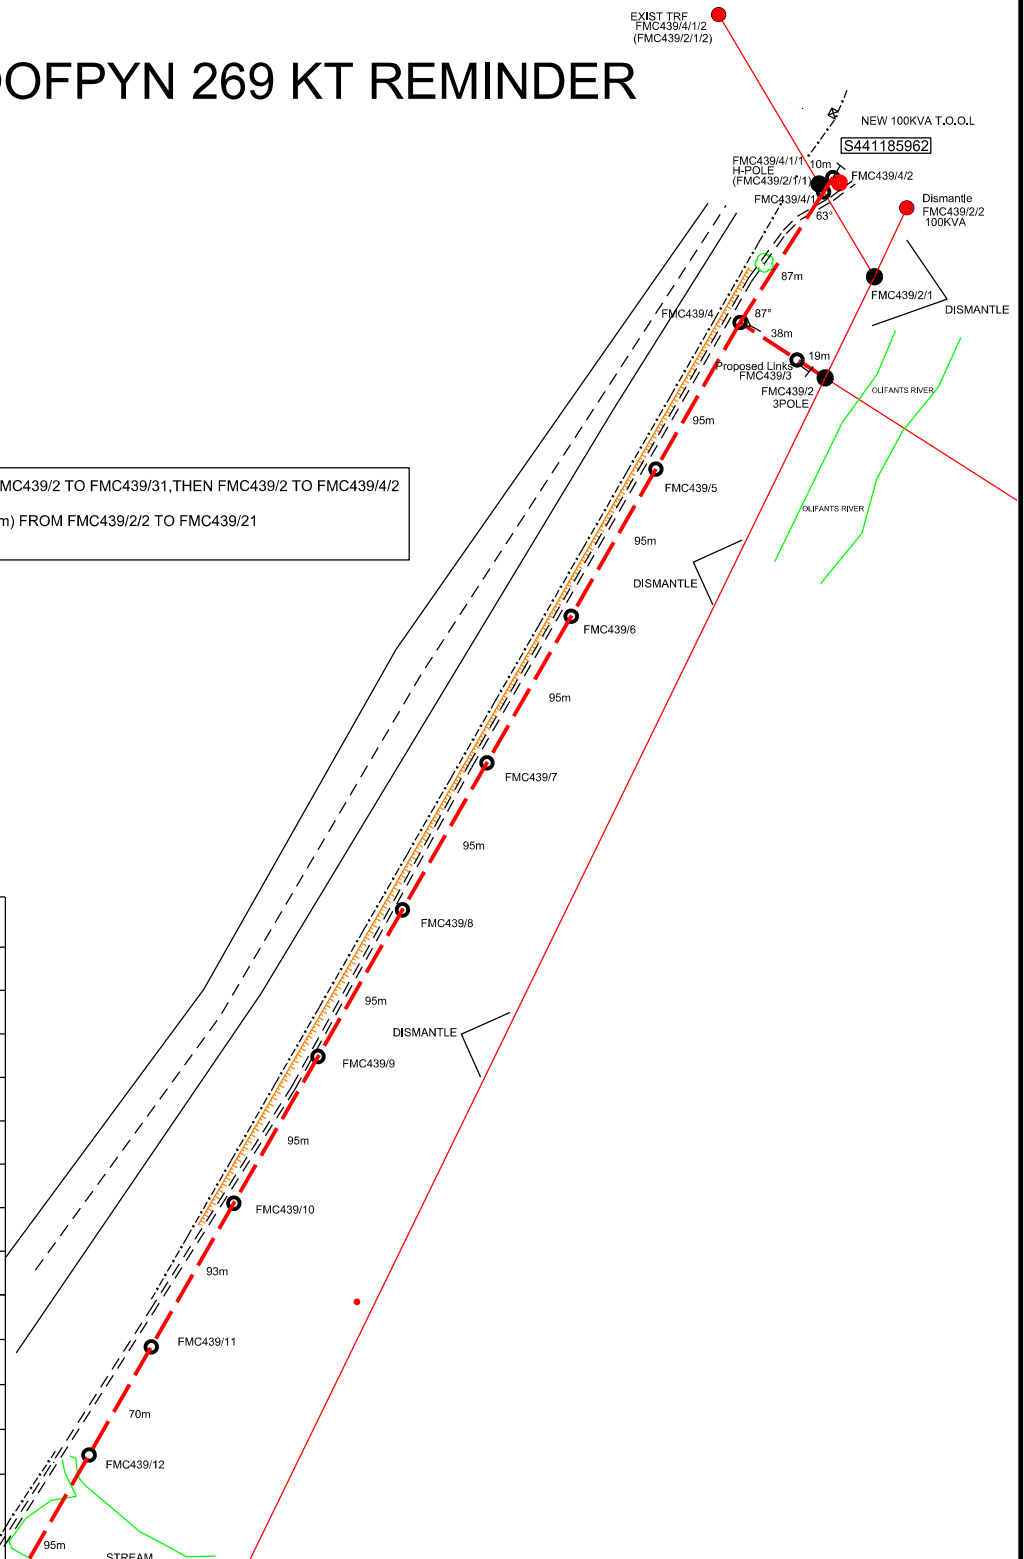 EXIST TRF
FMC439/4/1/2
(FMC439/2/1/2)
OFPYN 269 KT REMINDER
NEW 100KVA T.O.O.L
S441185962
FMC439/4/1/1
10m
H-POLE
(FMC439/2/1/1)
FMC439/4/2
FMC439/4/1
63°
Dismantle
FMC439/2/2
100KVA
87m
FMC439/2/1
DISMANTLE
FMC439/4
87°
38m
19m
Proposed Links
FMC439/3
FMC439/2
3POLE
OLIFANTS RIVER
95m
FMC439/5
MC439/2 TO FMC439/31,THEN FMC439/2 TO FMC439/4/2
m) FROM FMC439/2/2 TO FMC439/21
OLIFANTS RIVER
95m
DISMANTLE
FMC439/6
95m
FMC439/7
95m
FMC439/8
95m
DISMANTLE
FMC439/9
95m
FMC439/10
93m
FMC439/11
70m
FMC439/12
95m
STREAM